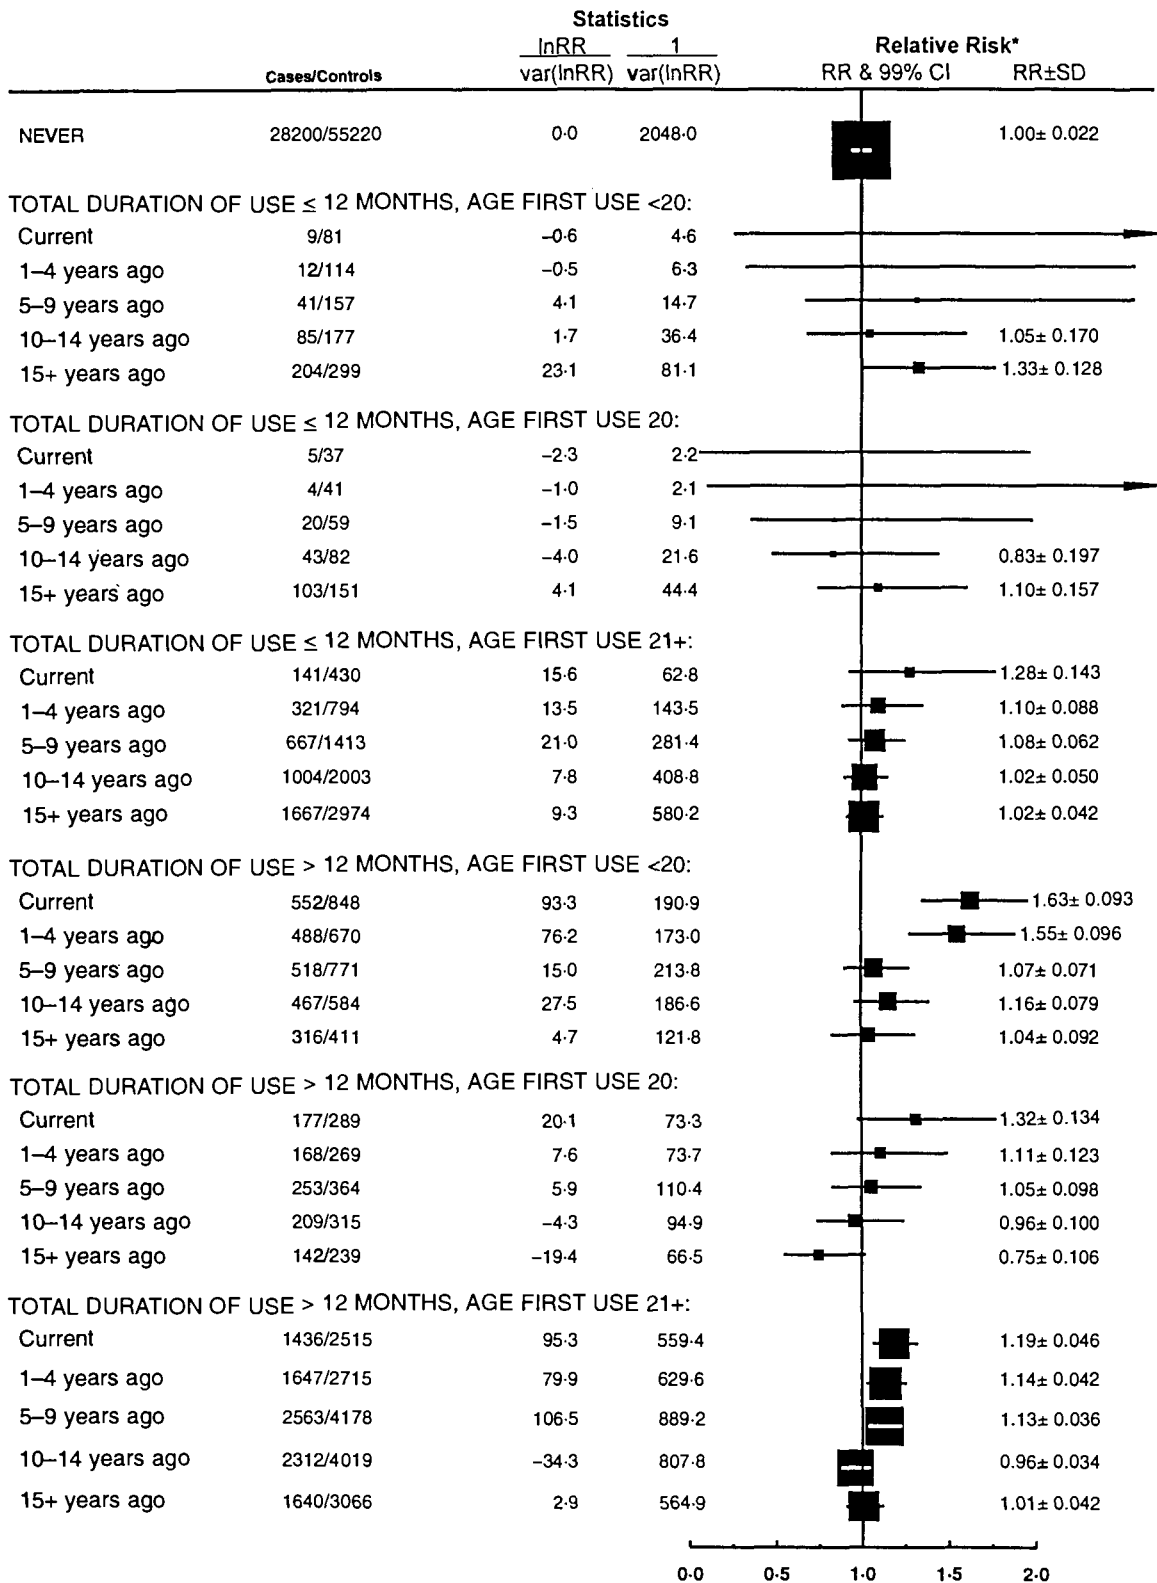 Statistics
lnRR 1 Relative Risk*
Cases/Controls var(lnRR) var(lnRR) RR & 99% CI RR±SD
NEVER 28200/55220 0·0 2048·0 1.00± 0.022
TOTAL DURATION OF USE ≤ 12 MONTHS, AGE FIRST USE <20:
Current 9/81 −0·6 4·6
1–4 years ago 12/114 −0·5 6·3
5–9 years ago 41/157 4·1 14·7
10–14 years ago 85/177 1·7 36·4 1.05± 0.170
15+ years ago 204/299 23·1 81·1 1.33± 0.128
TOTAL DURATION OF USE ≤ 12 MONTHS, AGE FIRST USE 20:
Current 5/37 −2·3 2·2
1–4 years ago 4/41 −1·0 2·1
5–9 years ago 20/59 −1·5 9·1
10–14 years ago 43/82 −4·0 21·6 0.83± 0.197
15+ years ago 103/151 4·1 44·4 1.10± 0.157
TOTAL DURATION OF USE ≤ 12 MONTHS, AGE FIRST USE 21+:
Current 141/430 15·6 62·8 1.28± 0.143
1–4 years ago 321/794 13·5 143·5 1.10± 0.088
5–9 years ago 667/1413 21·0 281·4 1.08± 0.062
10–14 years ago 1004/2003 7·8 408·8 1.02± 0.050
15+ years ago 1667/2974 9·3 580·2 1.02± 0.042
TOTAL DURATION OF USE > 12 MONTHS, AGE FIRST USE <20:
Current 552/848 93·3 190·9 1.63± 0.093
1–4 years ago 488/670 76·2 173·0 1.55± 0.096
5–9 years ago 518/771 15·0 213·8 1.07± 0.071
10–14 years ago 467/584 27·5 186·6 1.16± 0.079
15+ years ago 316/411 4·7 121·8 1.04± 0.092
TOTAL DURATION OF USE > 12 MONTHS, AGE FIRST USE 20:
Current 177/289 20·1 73·3 1.32± 0.134
1–4 years ago 168/269 7·6 73·7 1.11± 0.123
5–9 years ago 253/364 5·9 110·4 1.05± 0.098
10–14 years ago 209/315 −4·3 94·9 0.96± 0.100
15+ years ago 142/239 −19·4 66·5 0.75± 0.106
TOTAL DURATION OF USE > 12 MONTHS, AGE FIRST USE 21+:
Current 1436/2515 95·3 559·4 1.19± 0.046
1–4 years ago 1647/2715 79·9 629·6 1.14± 0.042
5–9 years ago 2563/4178 106·5 889·2 1.13± 0.036
10–14 years ago 2312/4019 −34·3 807·8 0.96± 0.034
15+ years ago 1640/3066 2·9 564·9 1.01± 0.042
0·0 0·5 1·0 1·5 2·0